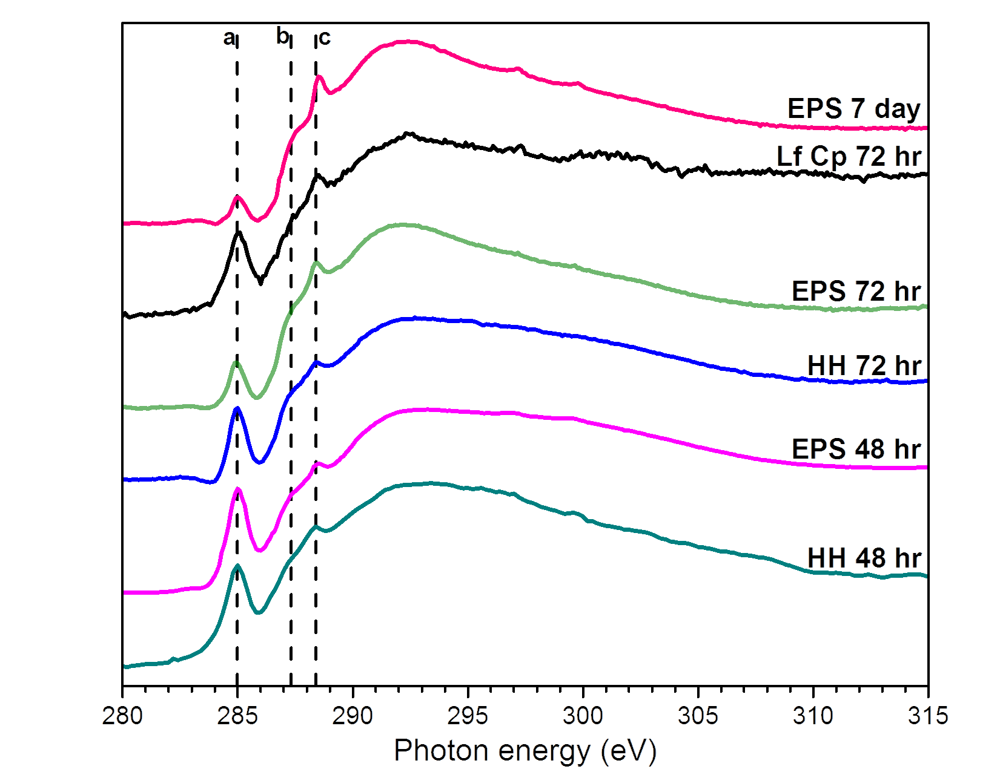 a b c
EPS 7 day
Lf Cp 72 hr
EPS 72 hr
HH 72 hr
EPS 48 hr
HH 48 hr
280 285 290 295 300 305 310 315
Photon energy (eV)